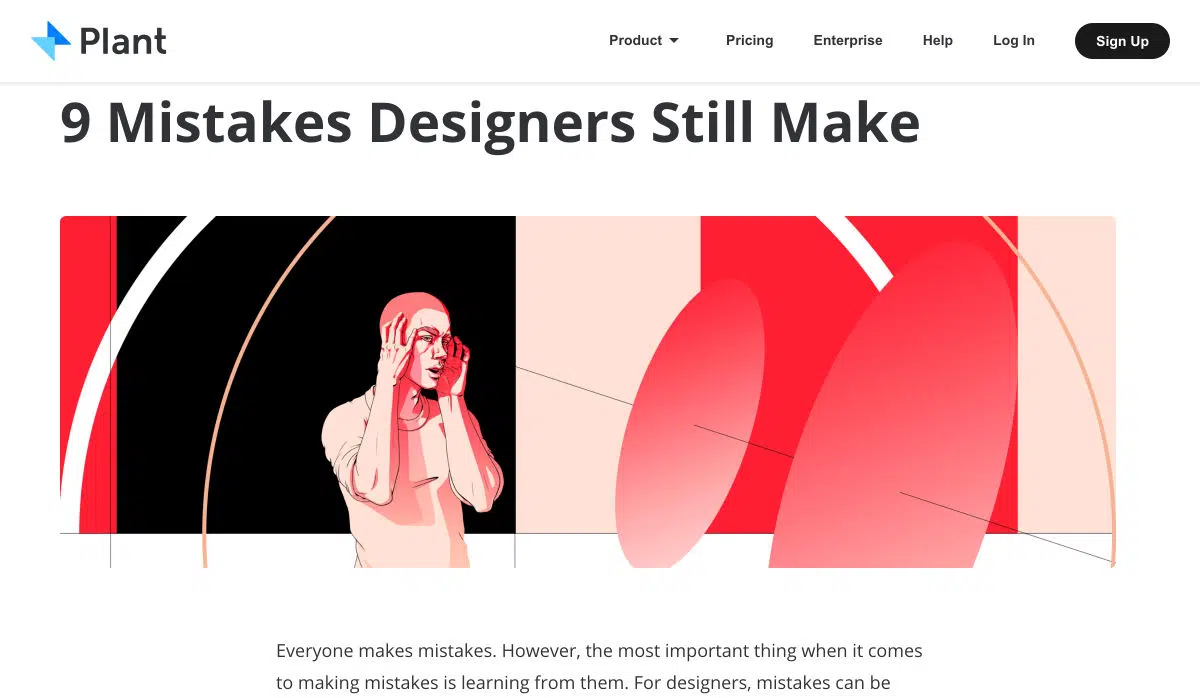 Plant
Product
Pricing
Enterprise
Help
Log In
Sign Up
9 Mistakes Designers Still Make
Everyone makes mistakes. However, the most important thing when it comes
to making mistakes is learning from them. For designers, mistakes can be